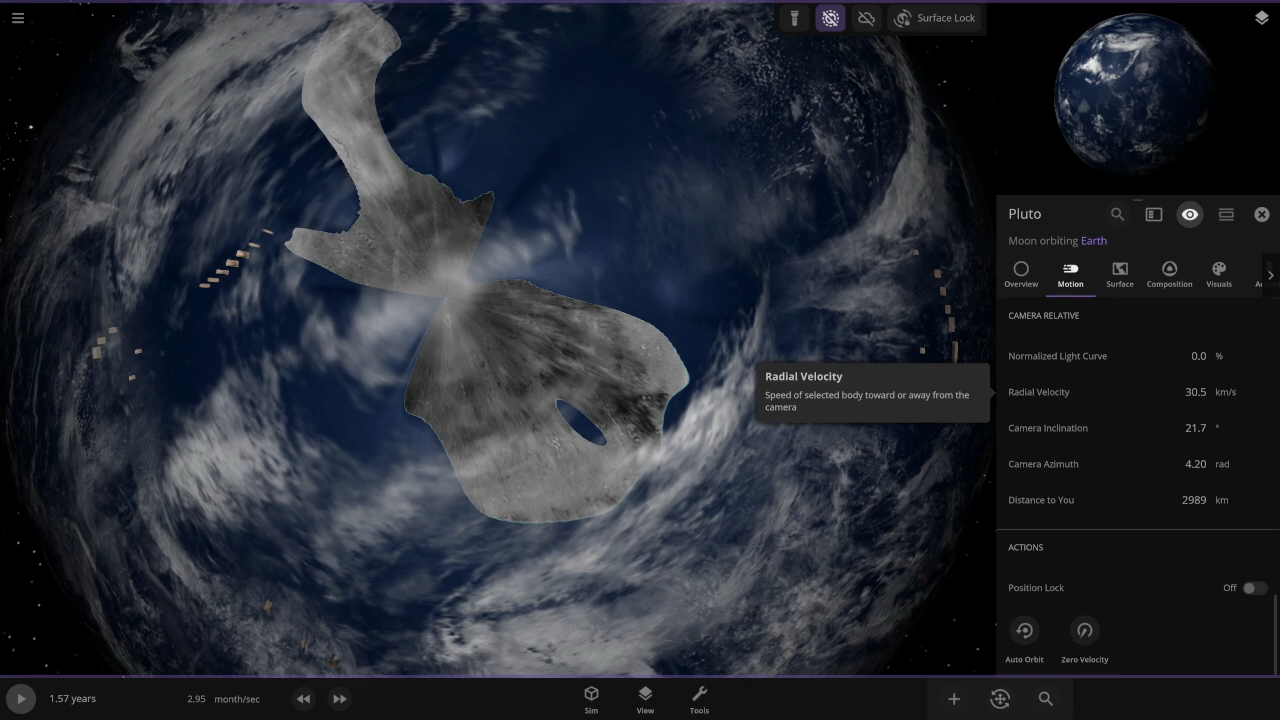 Surface Lock
Pluto
Moon orbiting Earth
Overview Motion Surface Composition Visuals
CAMERA RELATIVE
Normalized Light Curve 0.0 %
Radial Velocity
Speed of selected body toward or away from the
camera
Radial Velocity 30.5 km/s
Camera Inclination 21.7 °
Camera Azimuth 4.20 rad
Distance to You 2989 km
ACTIONS
Position Lock Off
Auto Orbit Zero Velocity
1.57 years 2.95 month/sec
Sim View Tools